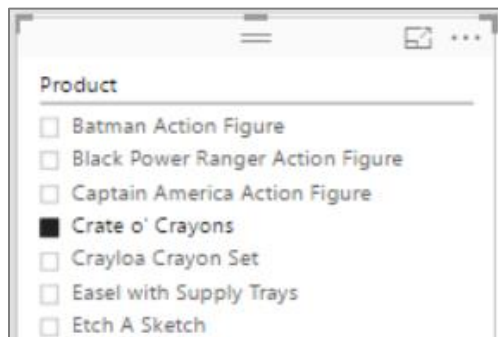 Product
Batman Action Figure
Black Power Ranger Action Figure
Captain America Action Figure
Crate o' Crayons
Crayloa Crayon Set
Easel with Supply Trays
Etch A Sketch